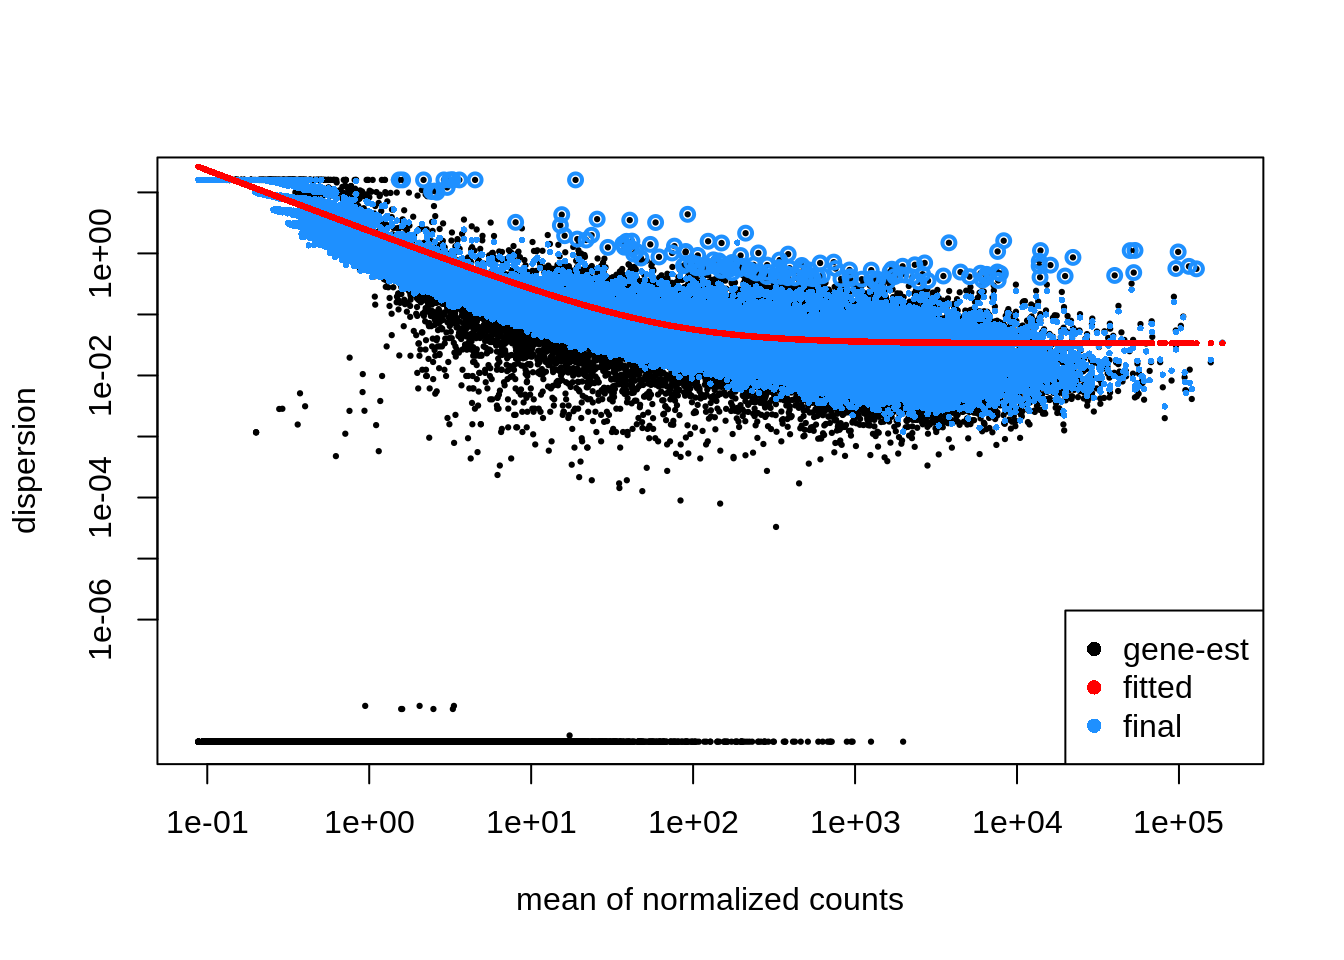 dispersion
1e+00
1e-02
1e-04
1e-06
gene-est
fitted
final
1e-01 1e+00 1e+01 1e+02 1e+03 1e+04 1e+05
mean of normalized counts